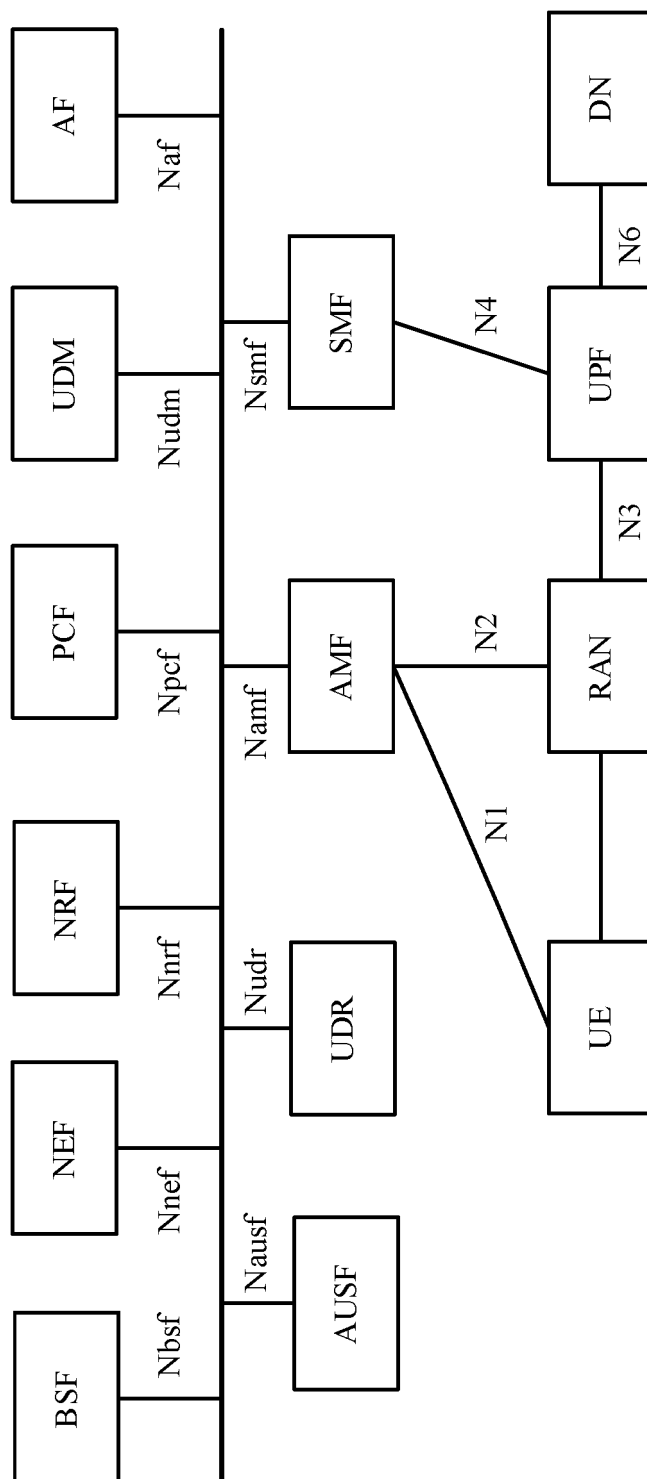 BSF
NEF
NRF
PCF
UDM
AF
Nbsf
Nnef
Nnrf
Npcf
Nudm
Naf
Nausf
Nudr
Namf
Nsmf
AUSF
UDR
AMF
SMF
N1
N2
N4
UE
RAN
UPF
DN
N3
N6